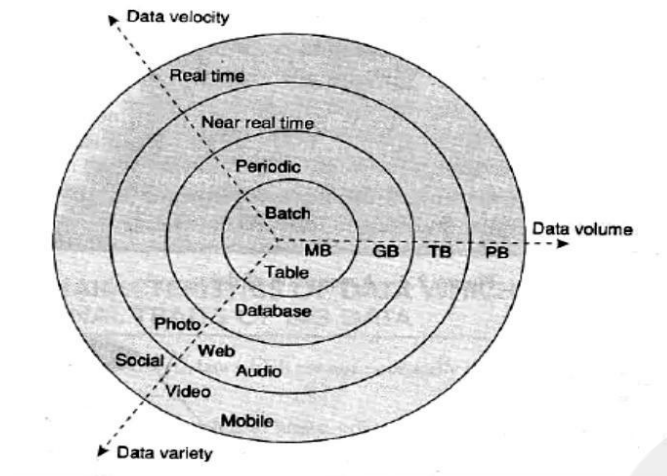 Data velocity
Real time
Near real time
Periodic
Batch
Data volume
MB GB TB PB
Table
Database
Photo
Web
Social
Audio
Video
Mobile
Data variety